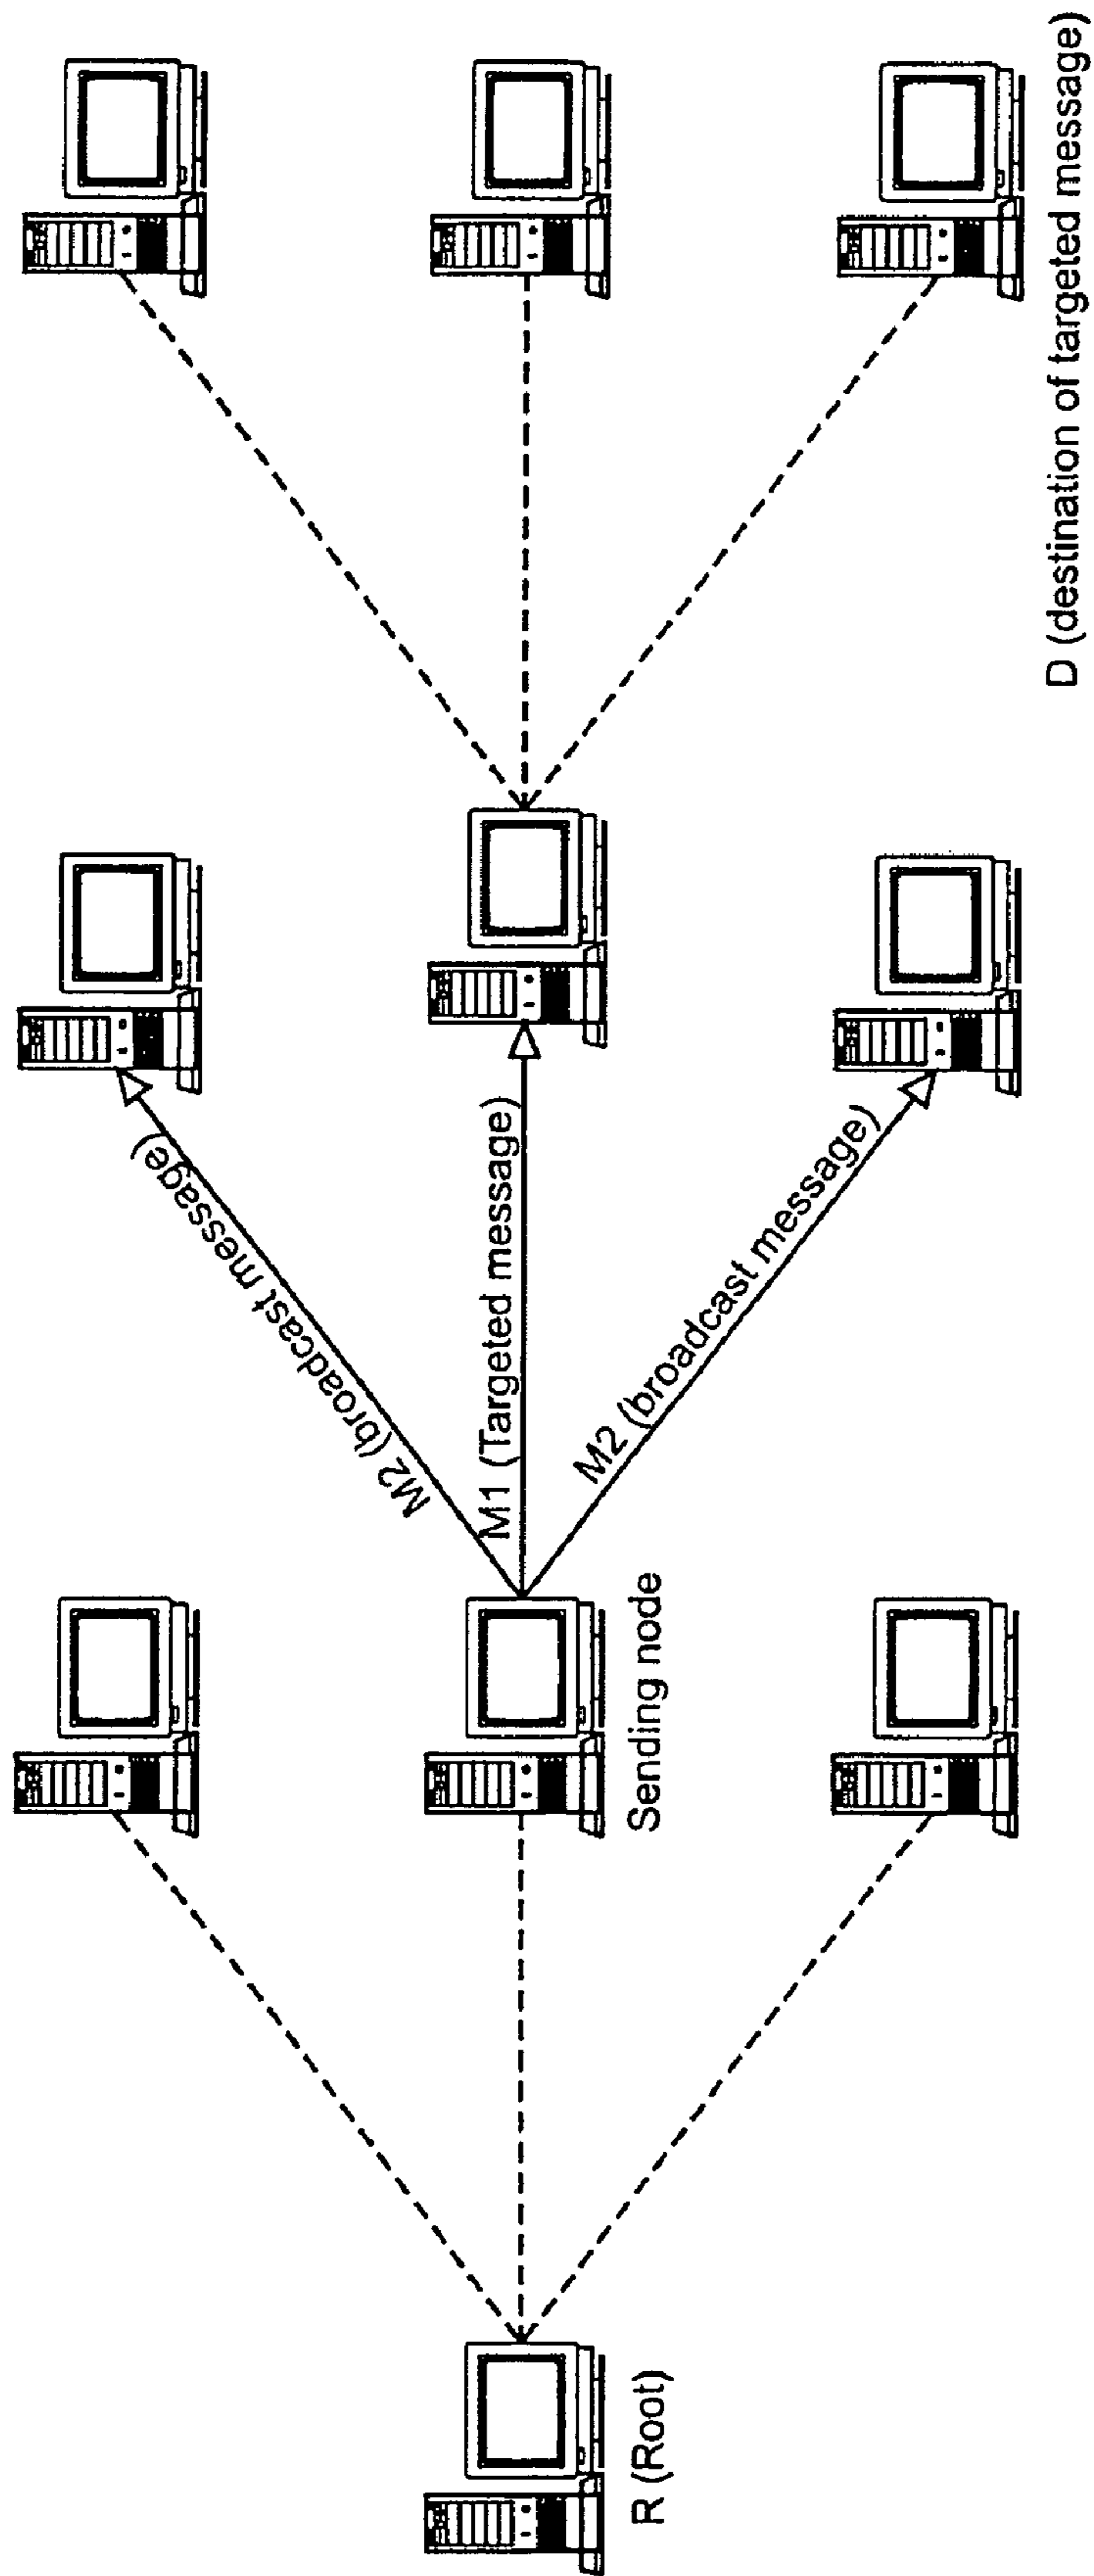 R (Root)
Sending node
M2 (broadcast message)
M1 (Targeted message)
M2 (broadcast message)
D (destination of targeted message)